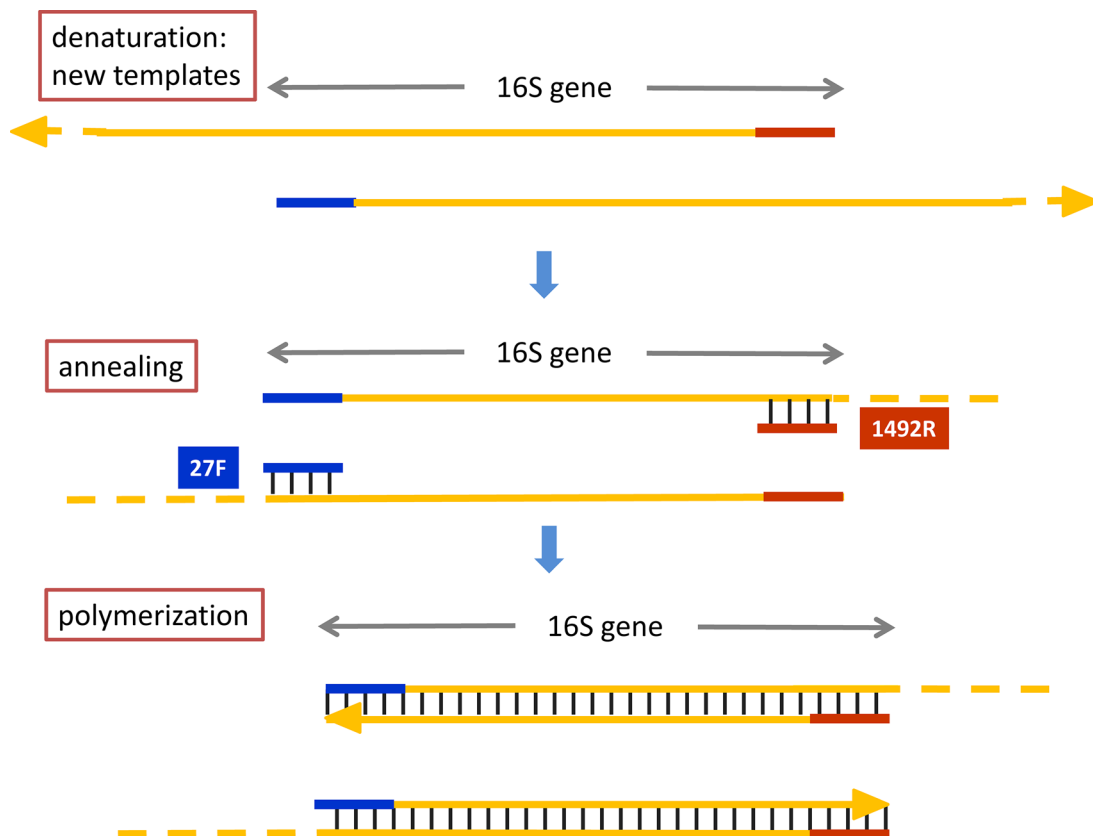 denaturation:
new templates
16S gene
16S gene
annealing
1492R
27F
polymerization
16S gene